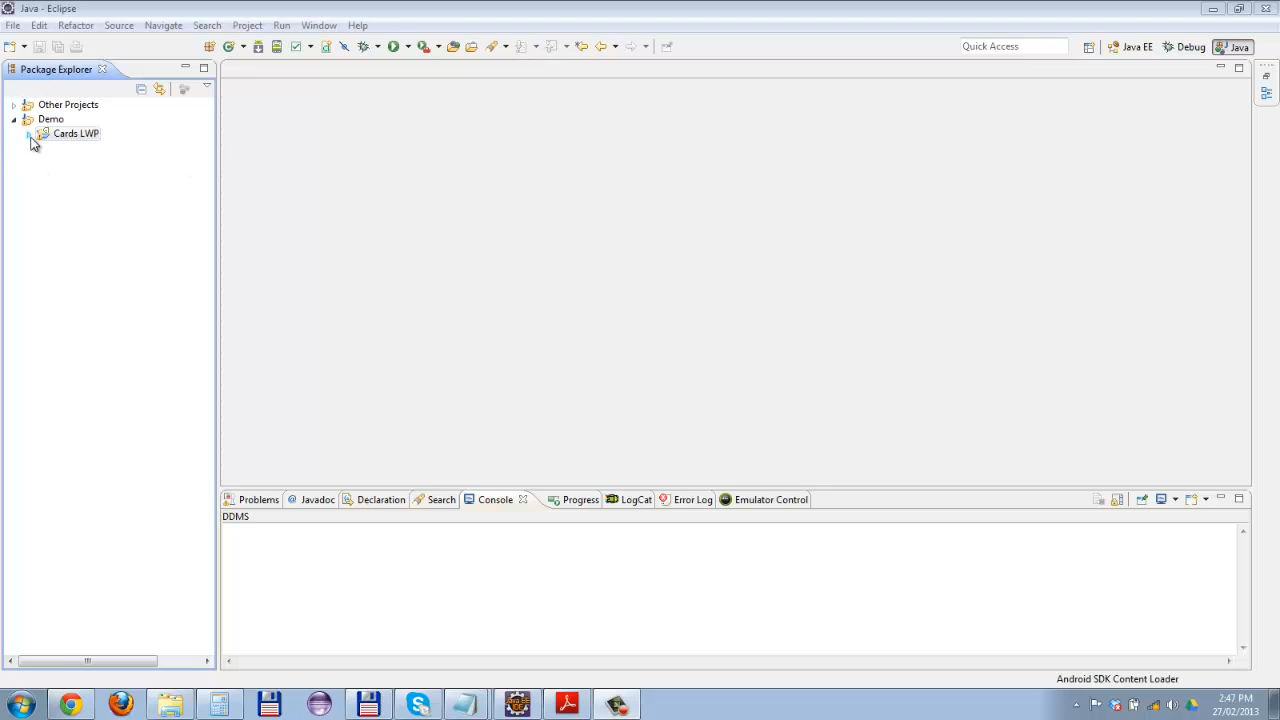 Java - Eclipse
File Edit Refactor Source Navigate Search Project Run Window Help
Quick Access
Java EE
Debug
Java
Package Explorer
Other Projects
Demo
Cards LWP
Problems
@ Javadoc
Declaration
Search
Console
Progress
LogCat
Error Log
Emulator Control
DDMS
Android SDK Content Loader
2:47 PM
27/02/2013